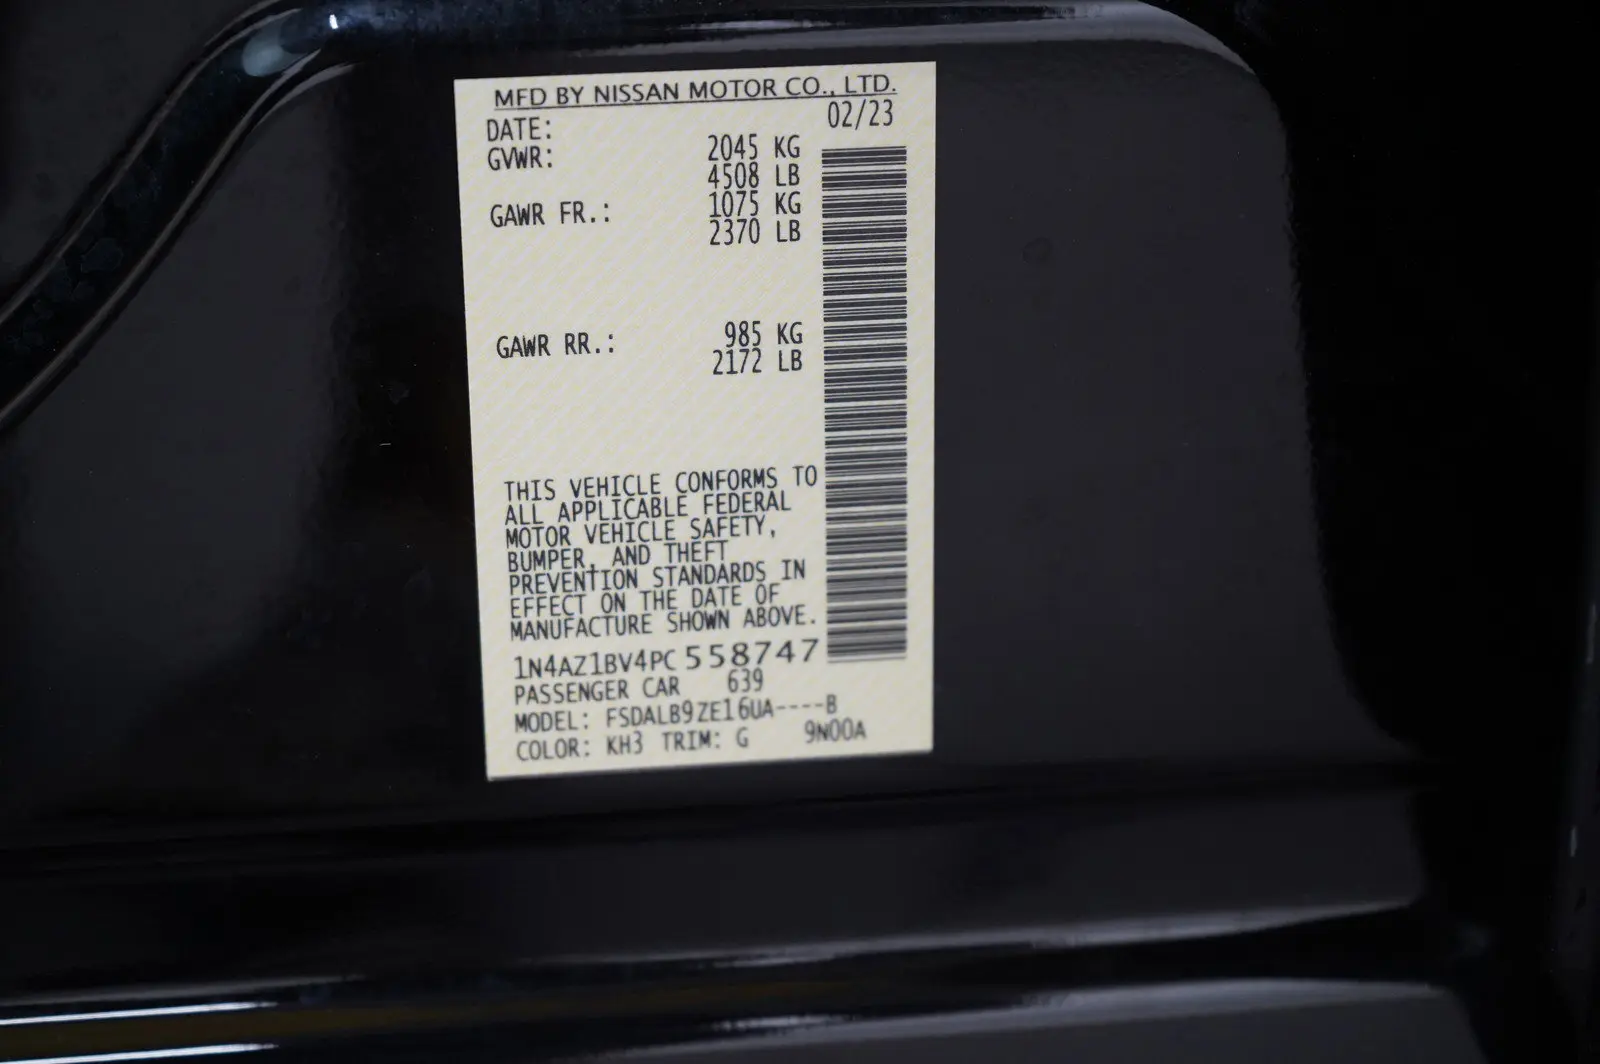 MFD BY NISSAN MOTOR CO., LTD.
DATE: 02/23
GVWR: 2045 KG
4508 LB
GAWR FR.: 1075 KG
2370 LB
GAWR RR.: 985 KG
2172 LB
THIS VEHICLE CONFORMS TO
ALL APPLICABLE FEDERAL
MOTOR VEHICLE SAFETY,
BUMPER, AND THEFT
PREVENTION STANDARDS IN
EFFECT ON THE DATE OF
MANUFACTURE SHOWN ABOVE.
1N4AZ1BV4PC558747
PASSENGER CAR 639
MODEL: FSDALB9ZE16UA----B
COLOR: KH3 TRIM: G 9N00A